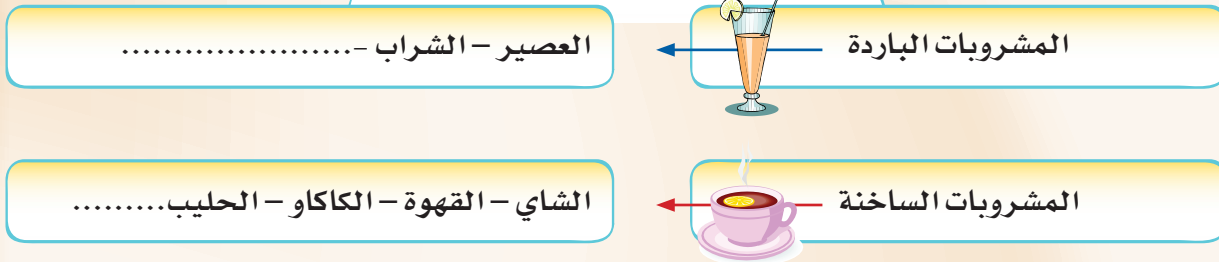 المشروبات الباردة
العصير – الشراب -......................
المشروبات الساخنة
الشاي – القهوة – الكاكاو – الحليب.........